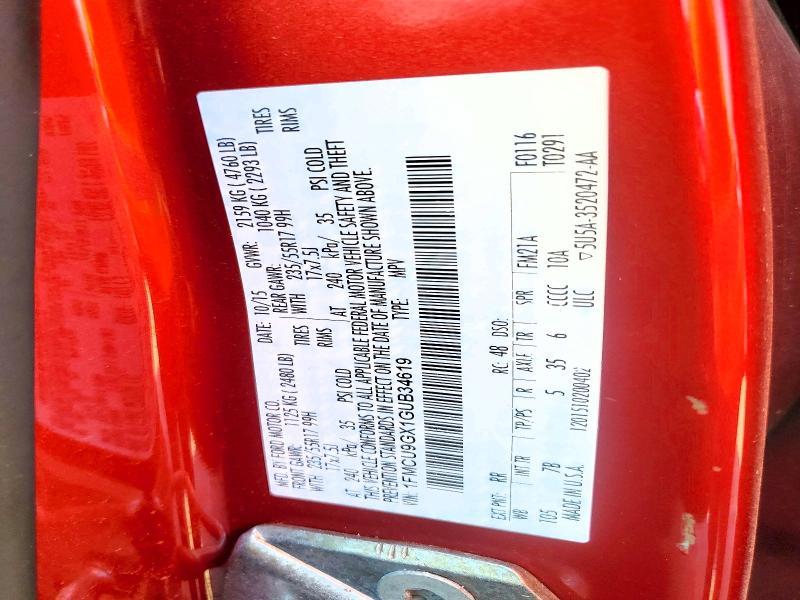 MFD. BY FORD MOTOR CO.
DATE: 10/15 GVWR: 2159 KG ( 4760 LB)
FRONT GAWR: 1125 KG (2480 LB) REAR GAWR: 1040 KG ( 2293 LB)
WITH 235/55R17 99H TIRES WITH 235/55R17 99H TIRES
17x7.5J RIMS 17x7.5J RIMS
AT 240 kPa/ 35 PSI COLD AT 240 kPa/ 35 PSI COLD
THIS VEHICLE CONFORMS TO ALL APPLICABLE FEDERAL MOTOR VEHICLE SAFETY AND THEFT
PREVENTION STANDARDS IN EFFECT ON THE DATE OF MANUFACTURE SHOWN ABOVE.
VIN: 1FMCU9GX1GUB34619 TYPE: MPV
EXT PNT: RR RC: 48 DSO: FM21A F0116
T0291
WB INT TR TP/PS R AXLE TR SPR
TOS 7B 5 35 6 CCCC 10A
MADE IN U.S.A. 12015L0200402 ULC ▽5U5A-3520472-AA